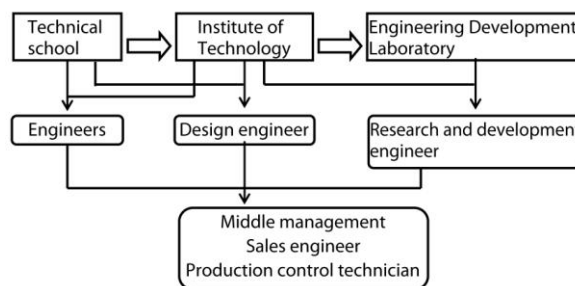 Technical
school
Institute of
Technology
Engineering Development
Laboratory
Engineers
Design engineer
Research and development
engineer
Middle management
Sales engineer
Production control technician